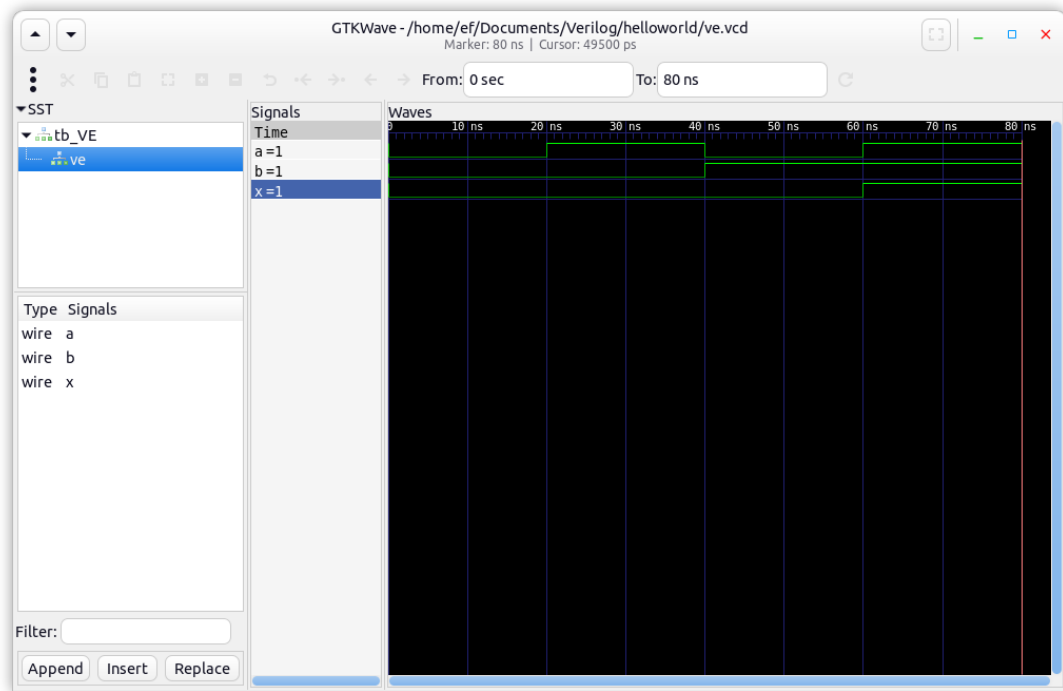 GTKWave - /home/ef/Documents/Verilog/helloworld/ve.vcd
Marker: 80 ns | Cursor: 49500 ps
From: 0 sec To: 80 ns
SST
tb_VE
ve
Type Signals
wire a
wire b
wire x
Filter:
Append Insert Replace
Signals
Time
a =1
b =1
x =1
Waves
0 10 ns 20 ns 30 ns 40 ns 50 ns 60 ns 70 ns 80 ns